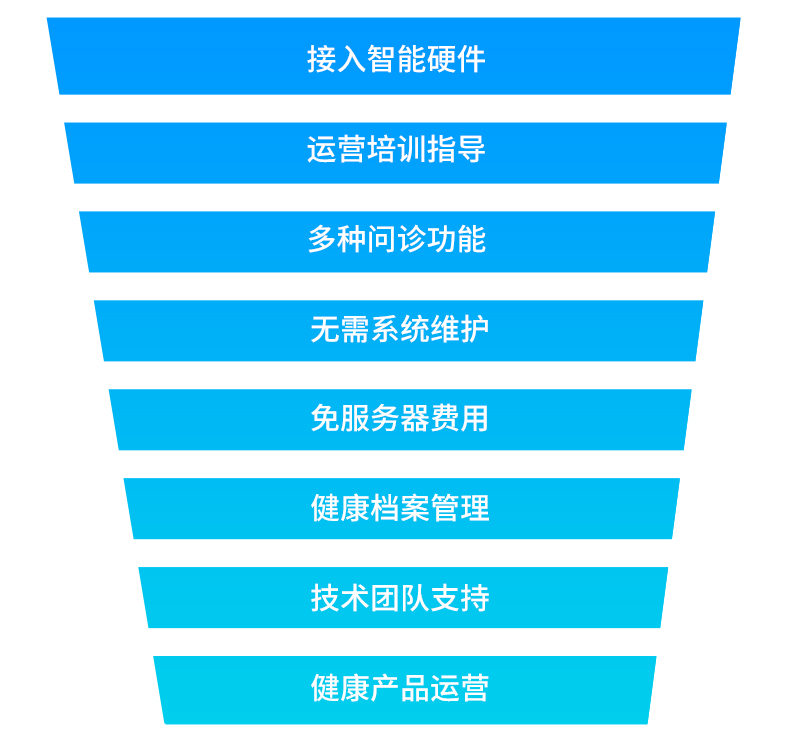 接入智能硬件
运营培训指导
多种问诊功能
无需系统维护
免服务器费用
健康档案管理
技术团队支持
健康产品运营